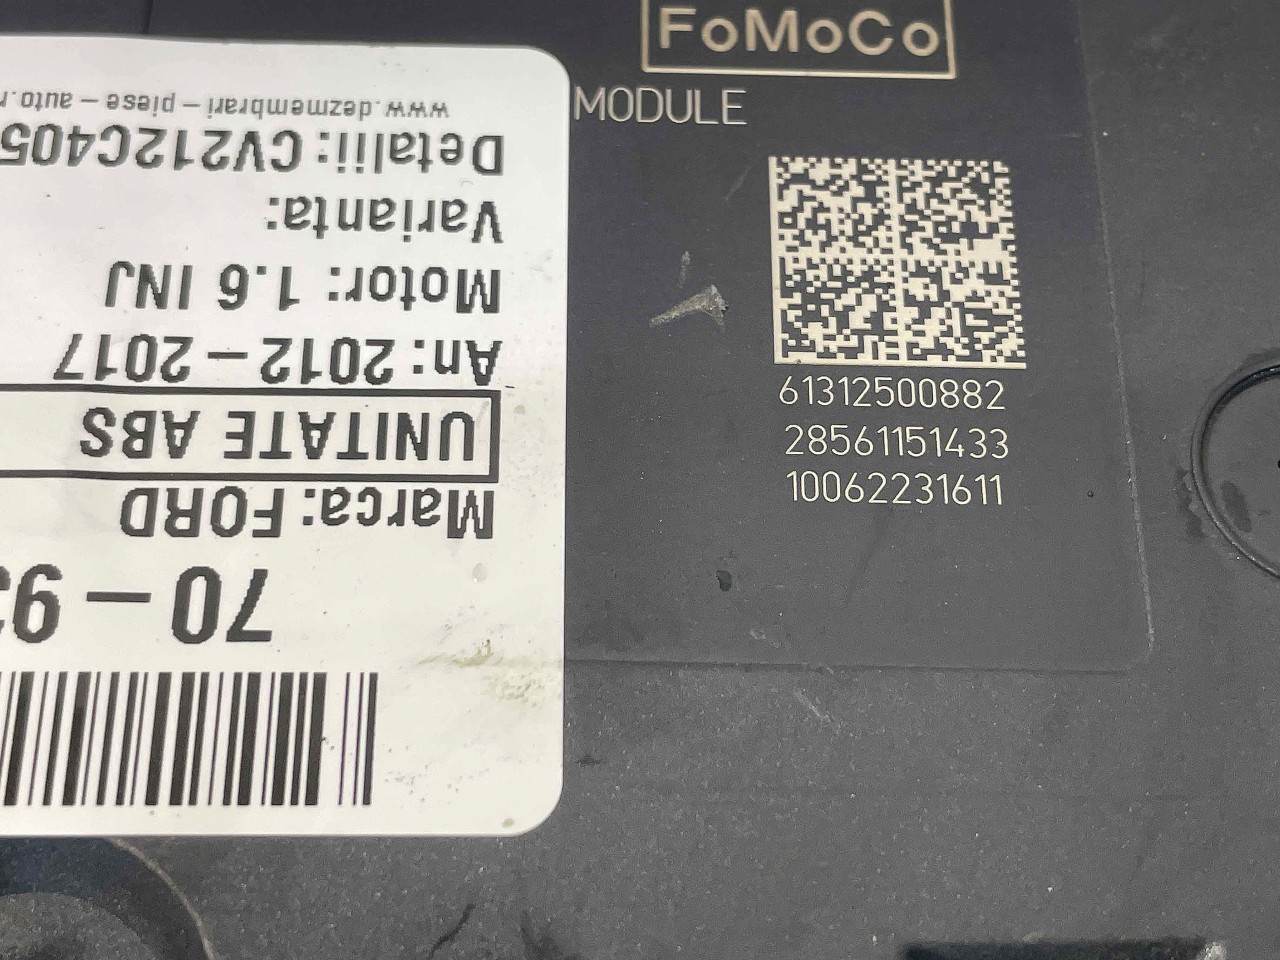 FoMoCo
MODULE
61312500882
28561151433
10062231611
70-9
Marca: FORD
UNITATE ABS
An: 2012-2017
Motor: 1.6 INJ
Varianta:
Detalii: CV212C405
www.dezmembrari-piese-auto.r